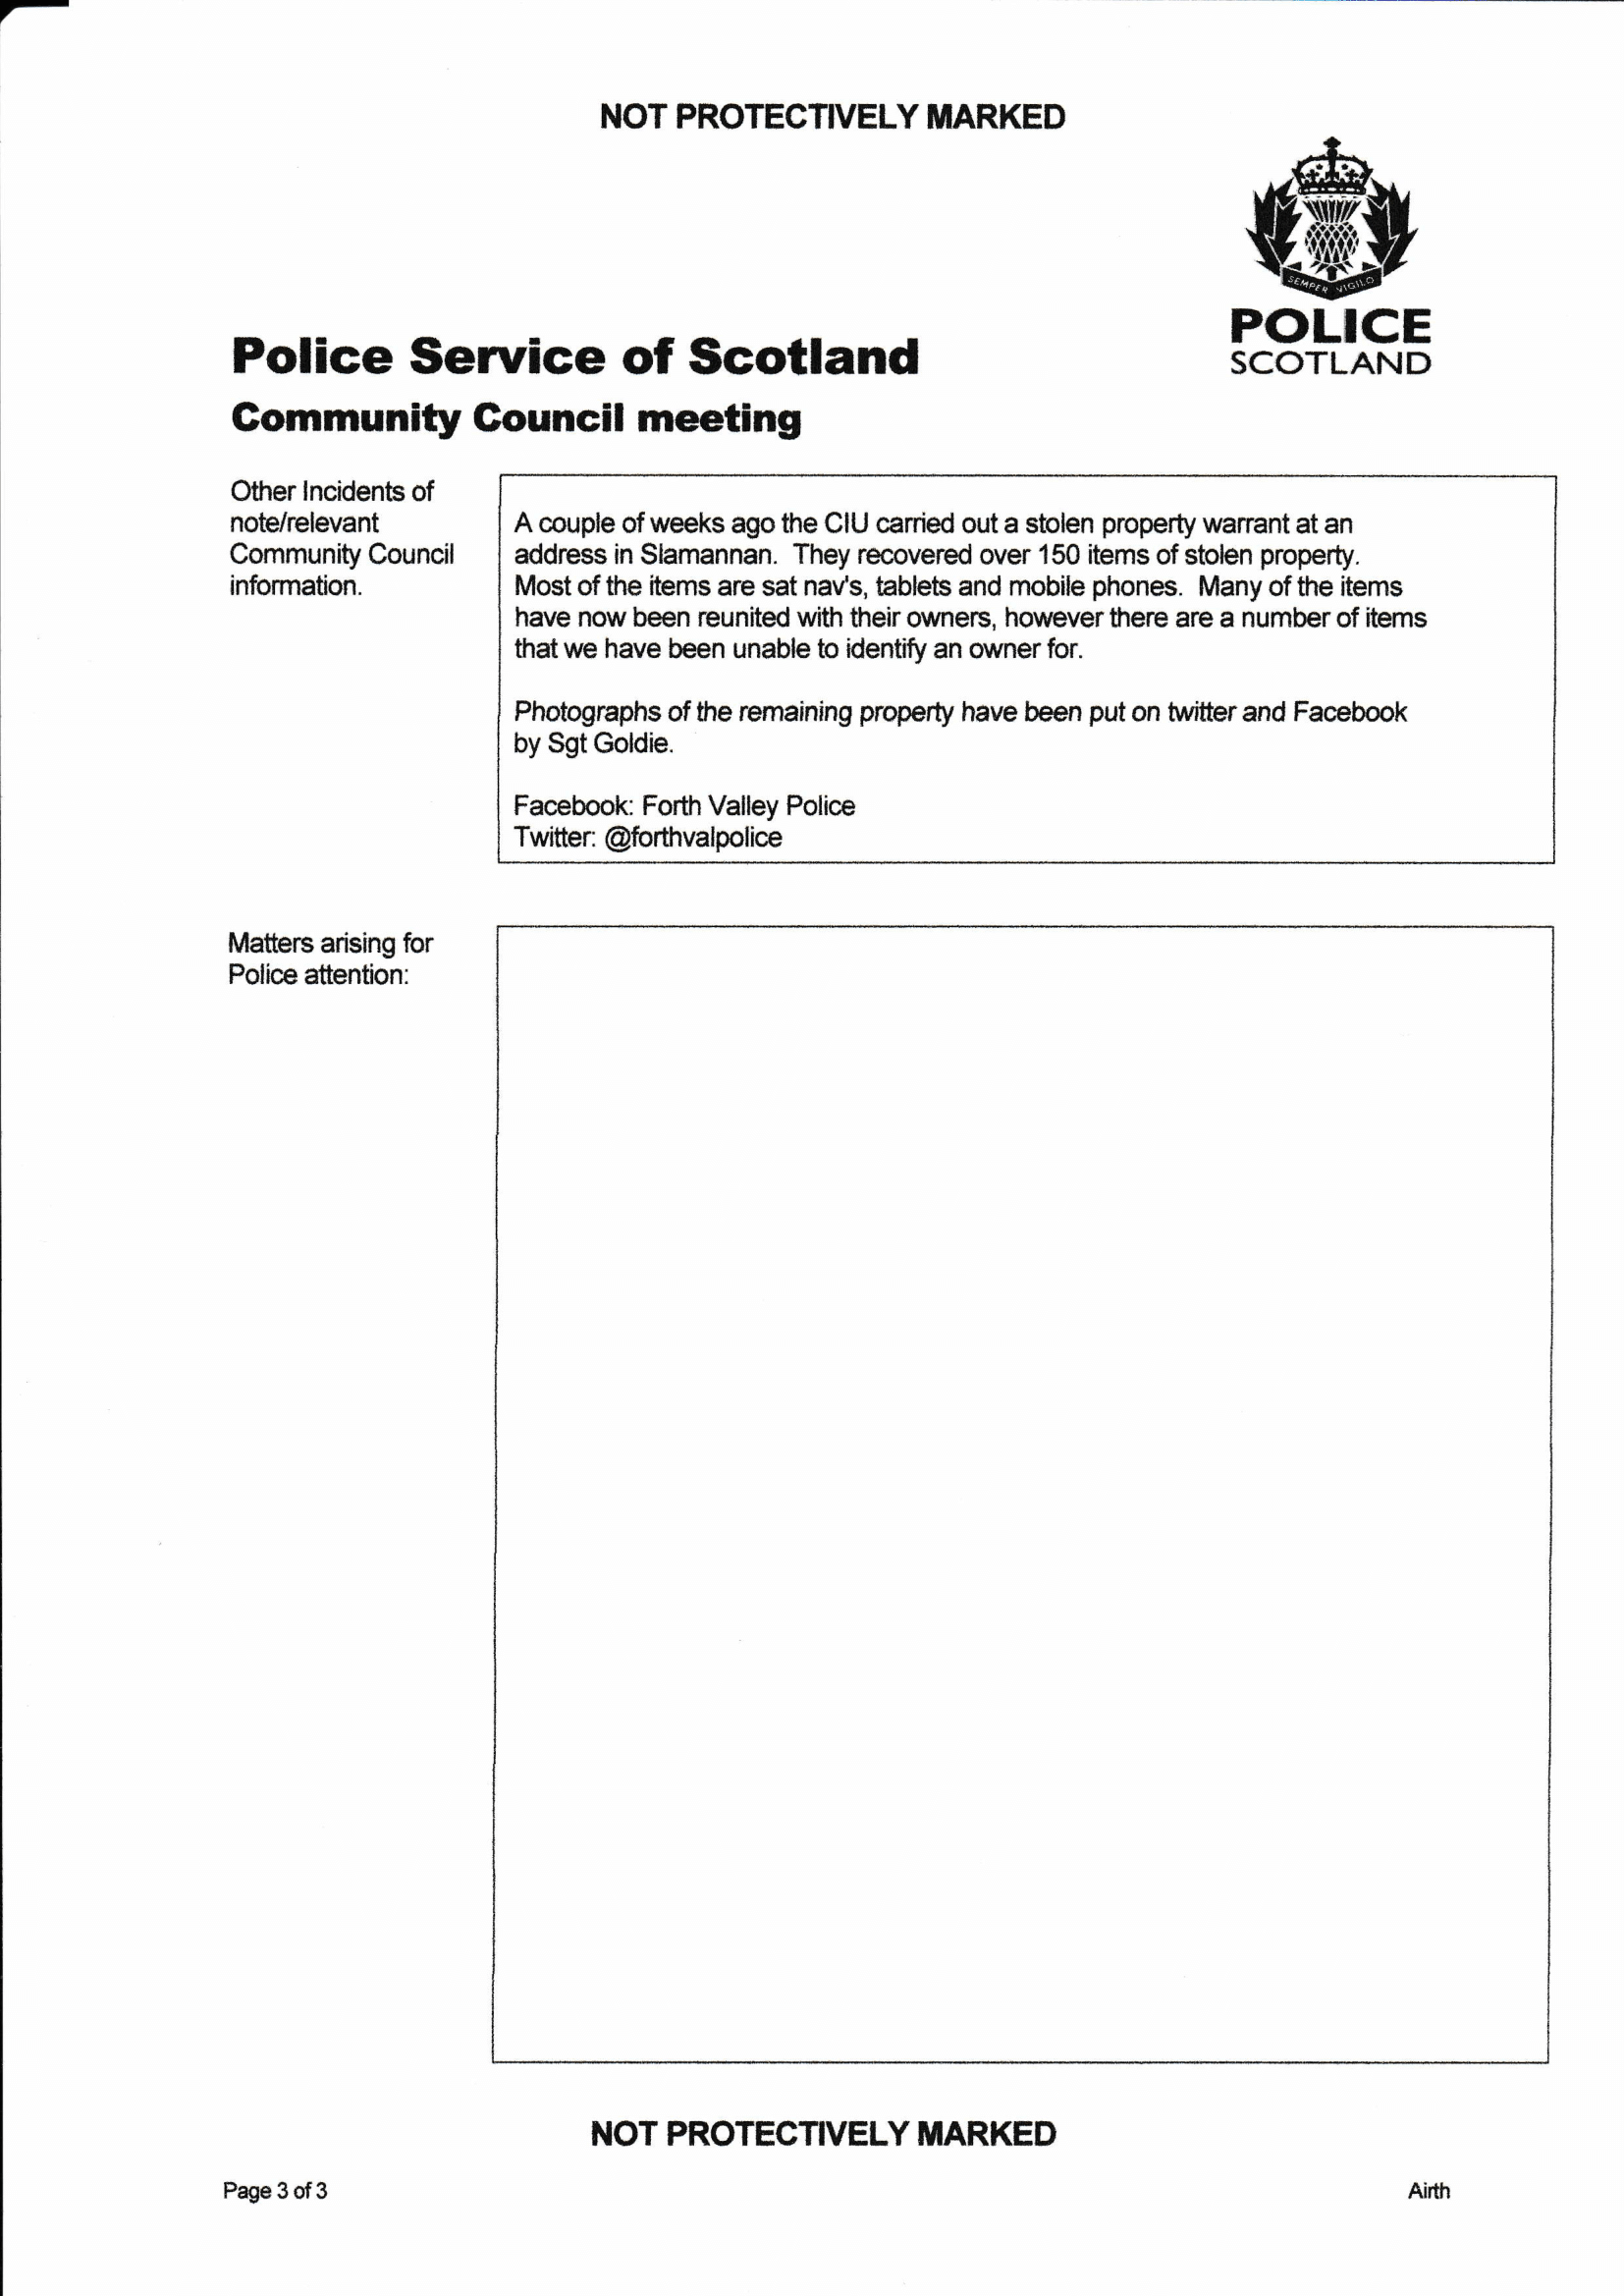 NOT PROTECTIVELY MARKED
SEMPER VIGILO
POLICE
SCOTLAND
Police Service of Scotland
Community Council meeting
Other Incidents of
note/relevant
Community Council
information.
A couple of weeks ago the CIU carried out a stolen property warrant at an
address in Slamannan.  They recovered over 150 items of stolen property.
Most of the items are sat nav's, tablets and mobile phones.  Many of the items
have now been reunited with their owners, however there are a number of items
that we have been unable to identify an owner for.
Photographs of the remaining property have been put on twitter and Facebook
by Sgt Goldie.
Facebook: Forth Valley Police
Twitter: @forthvalpolice
Matters arising for
Police attention:
NOT PROTECTIVELY MARKED
Page 3 of 3
Airth